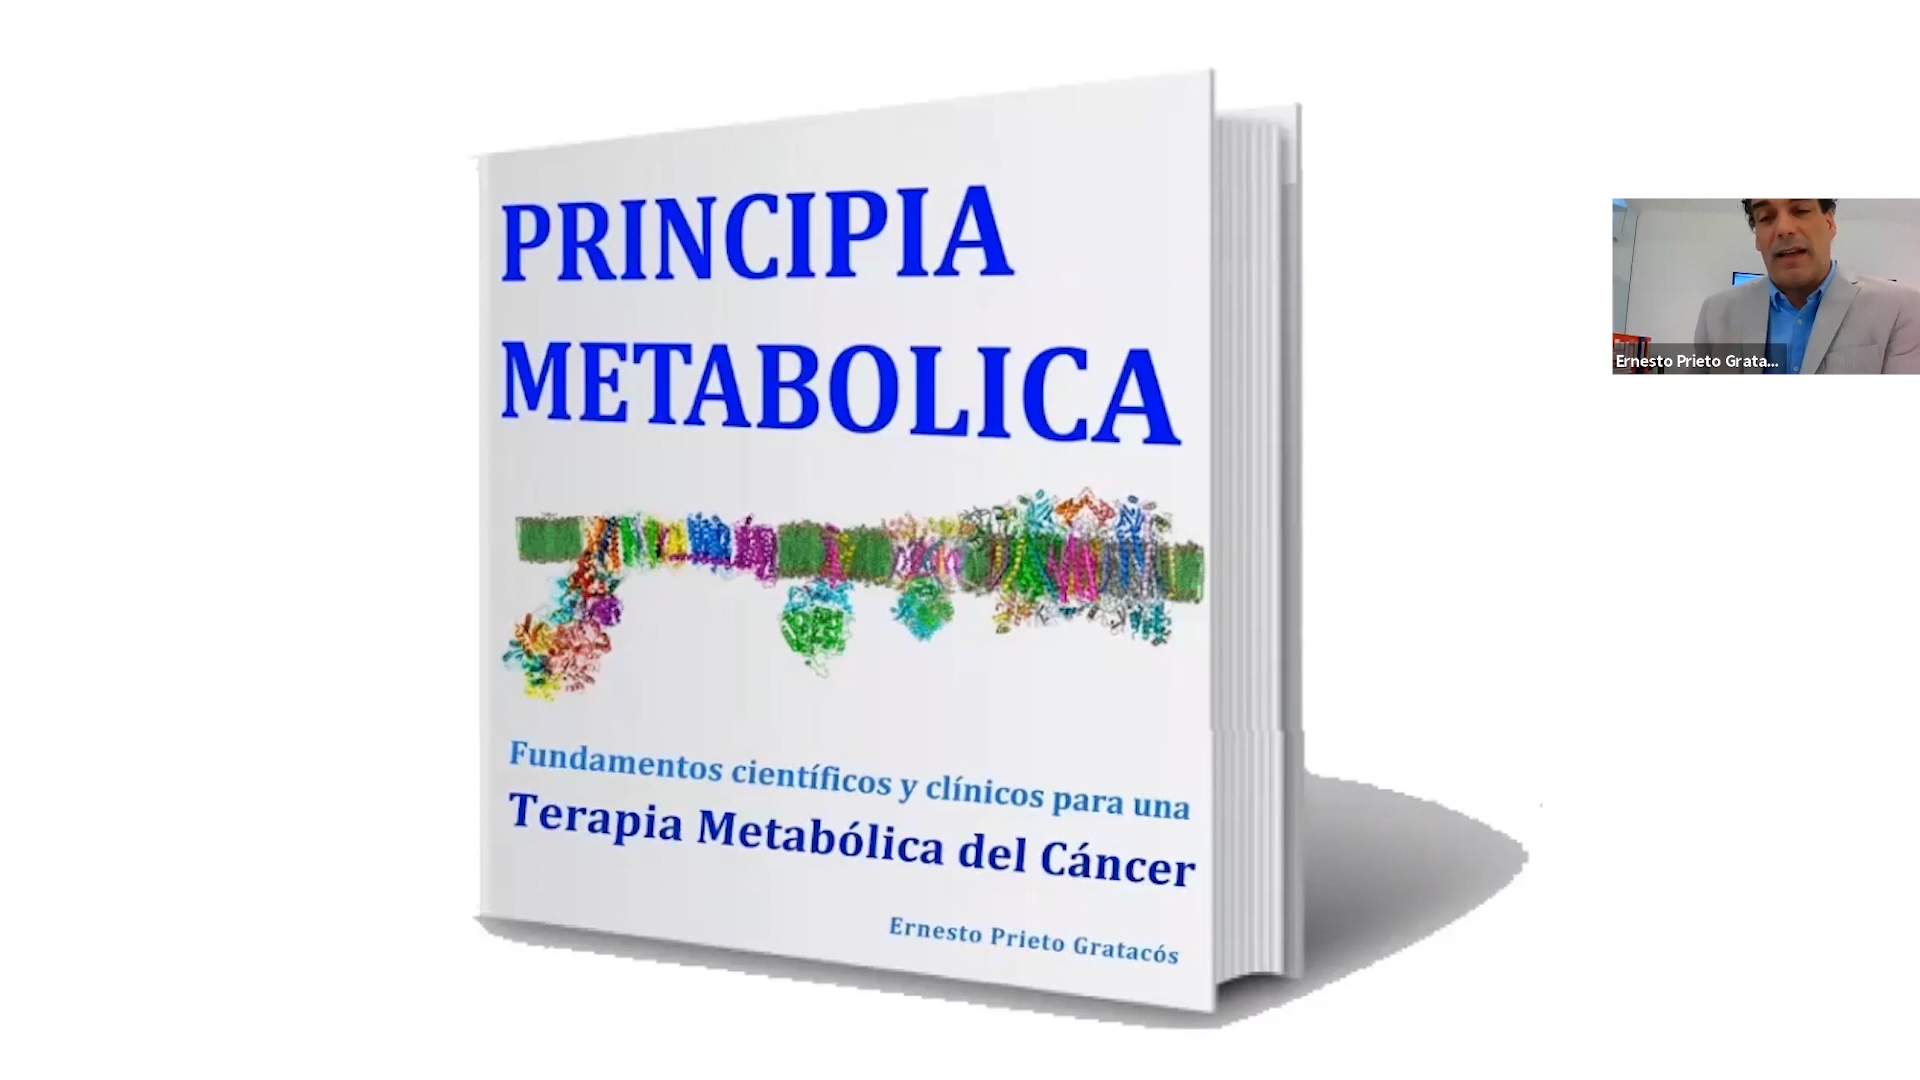 PRINCIPIA
METABOLICA
Fundamentos científicos y clínicos para una
Terapia Metabólica del Cáncer
Ernesto Prieto Gratacós
Ernesto Prieto Grata...